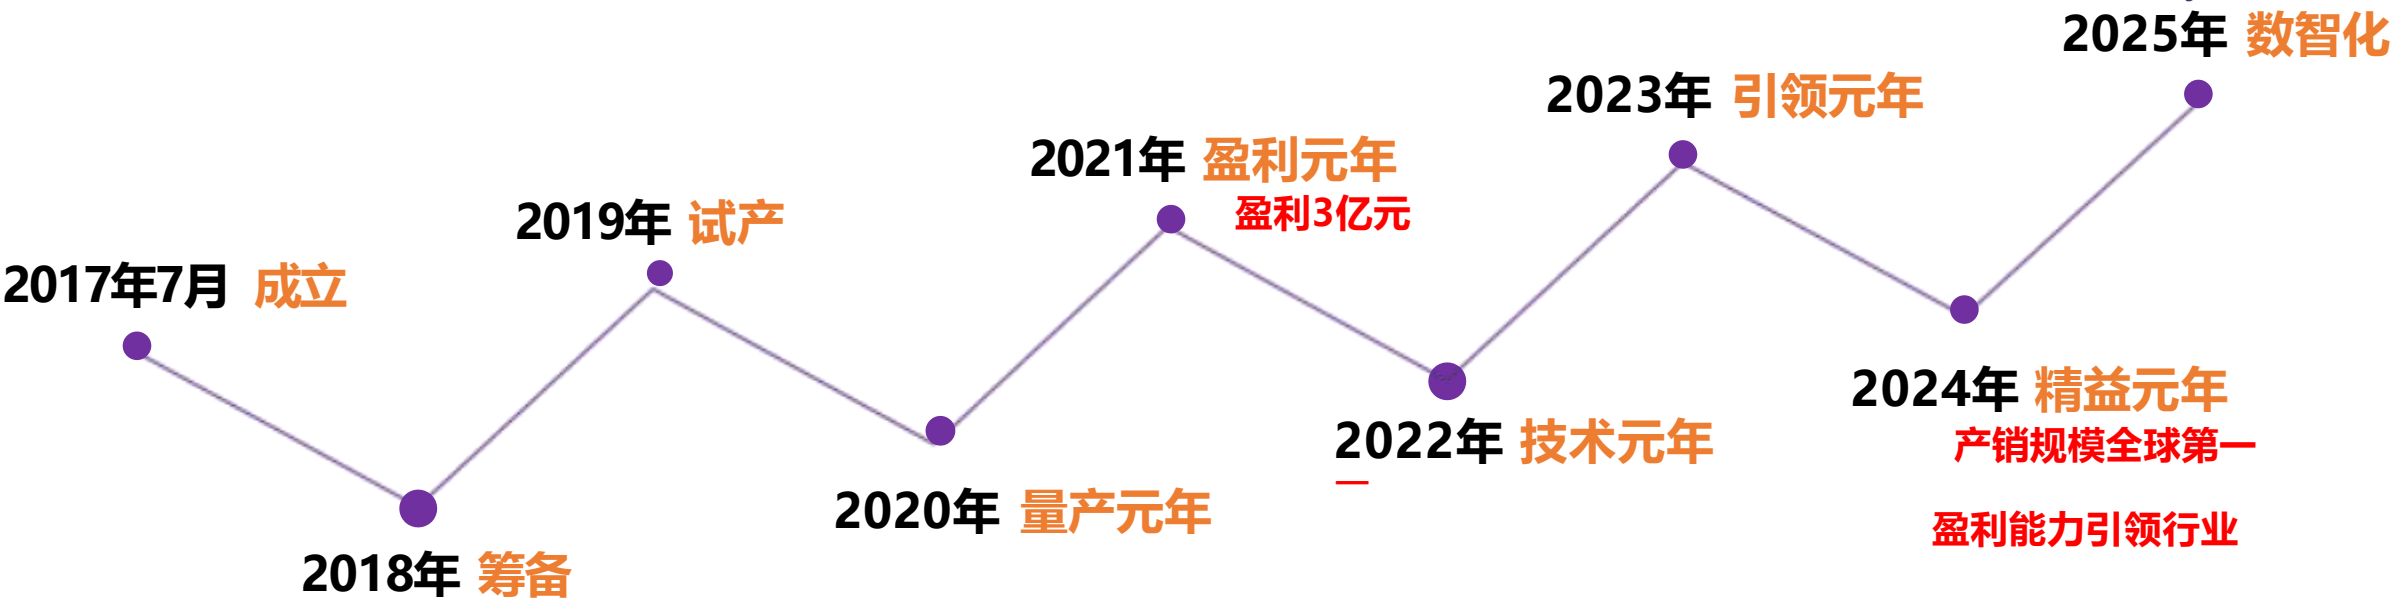 2017年7月 成立
2018年 筹备
2019年 试产
2020年 量产元年
2021年 盈利元年
盈利3亿元
2022年 技术元年
2023年 引领元年
2024年 精益元年
产销规模全球第一
盈利能力引领行业
2025年 数智化